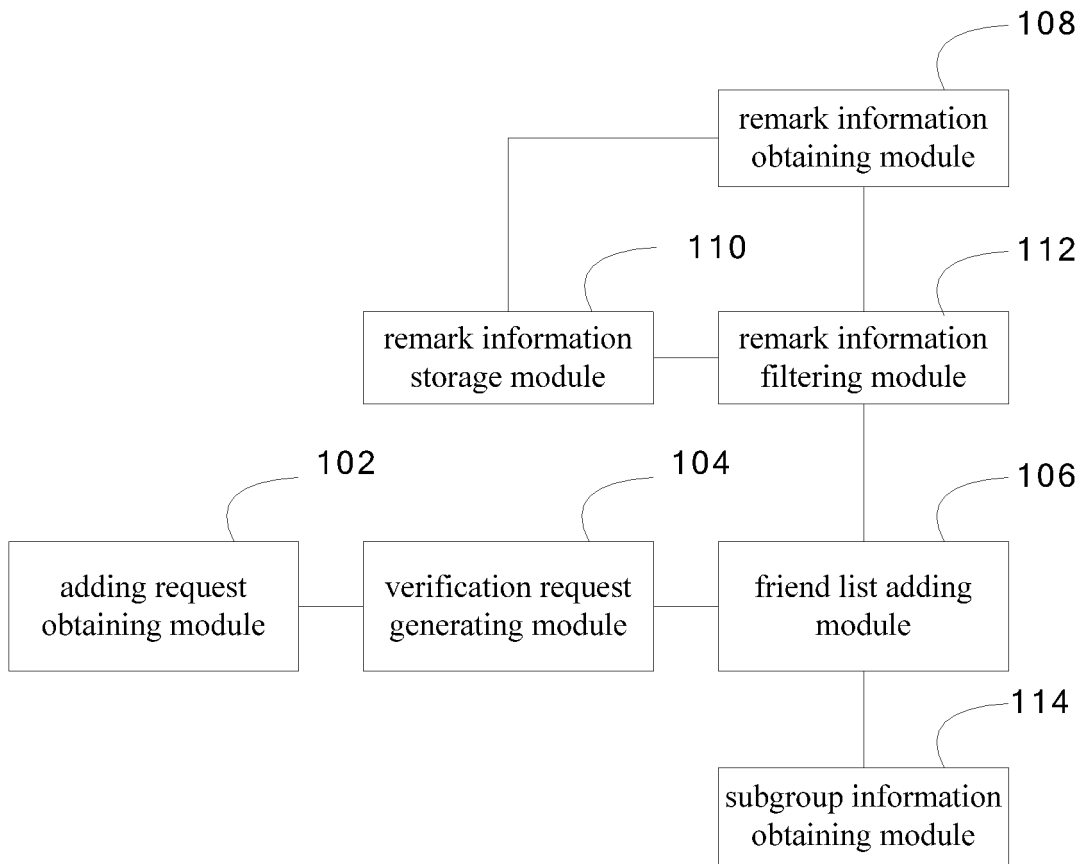 108
remark information
obtaining module
110
112
remark information
storage module
remark information
filtering module
102
104
106
adding request
obtaining module
verification request
generating module
friend list adding
module
114
subgroup information
obtaining module